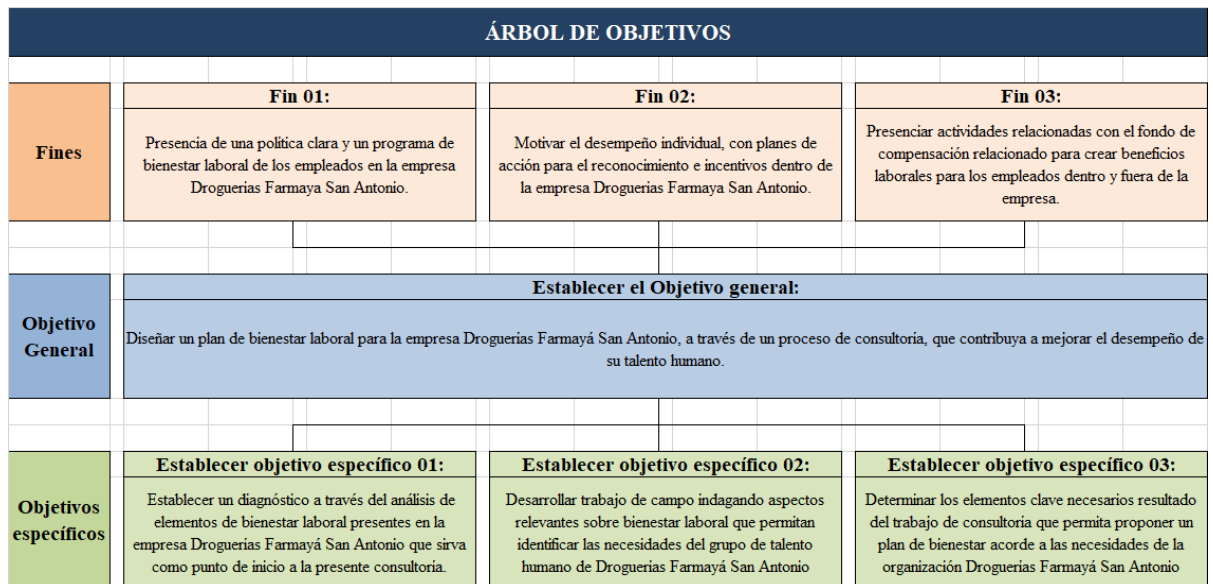 ÁRBOL DE OBJETIVOS
Fines
Fin 01:
Presencia de una política clara y un programa de
bienestar laboral de los empleados en la empresa
Droguerias Farmaya San Antonio.
Fin 02:
Motivar el desempeño individual, con planes de
acción para el reconocimiento e incentivos dentro de
la empresa Droguerias Farmaya San Antonio.
Fin 03:
Presenciar actividades relacionadas con el fondo de
compensación relacionado para crear beneficios
laborales para los empleados dentro y fuera de la
empresa.
Objetivo
General
Establecer el Objetivo general:
Diseñar un plan de bienestar laboral para la empresa Droguerias Farmayá San Antonio, a través de un proceso de consultoria, que contribuya a mejorar el desempeño de
su talento humano.
Objetivos
específicos
Establecer objetivo específico 01:
Establecer un diagnóstico a través del análisis de
elementos de bienestar laboral presentes en la
empresa Droguerias Farmayá San Antonio que sirva
como punto de inicio a la presente consultoria.
Establecer objetivo específico 02:
Desarrollar trabajo de campo indagando aspectos
relevantes sobre bienestar laboral que permitan
identificar las necesidades del grupo de talento
humano de Droguerias Farmayá San Antonio
Establecer objetivo específico 03:
Determinar los elementos clave necesarios resultado
del trabajo de consultoria que permita proponer un
plan de bienestar acorde a las necesidades de la
organización Droguerias Farmayá San Antonio